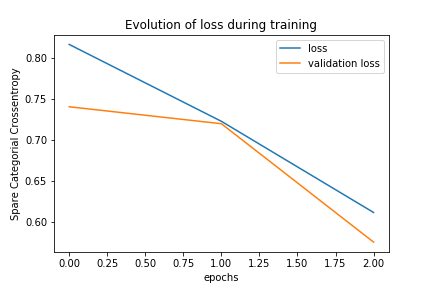 Evolution of loss during training
loss
validation loss
0.80
0.75
0.70
0.65
0.60
Spare Categorial Crossentropy
0.00 0.25 0.50 0.75 1.00 1.25 1.50 1.75 2.00
epochs